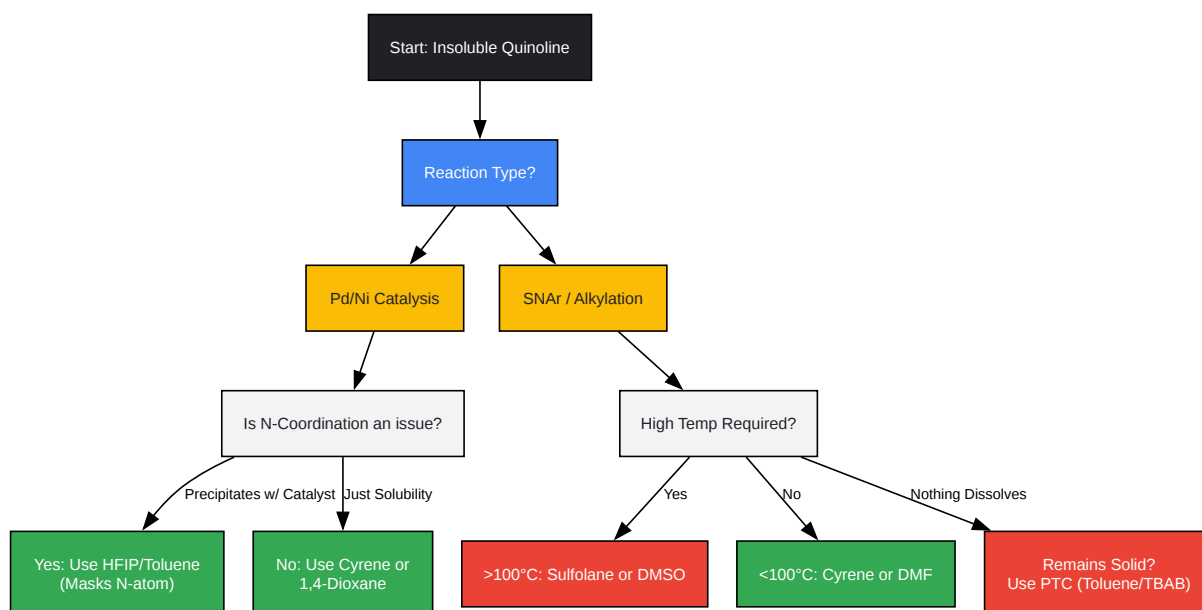 Start: Insoluble Quinoline
Reaction Type?
Pd/Ni Catalysis
SNAr / Alkylation
Is N-Coordination an issue?
High Temp Required?
Precipitates w/ Catalyst
Just Solubility
Yes
No
Nothing Dissolves
Yes: Use HFIP/Toluene
(Masks N-atom)
No: Use Cyrene or
1,4-Dioxane
>100°C: Sulfolane or DMSO
<100°C: Cyrene or DMF
Remains Solid?
Use PTC (Toluene/TBAB)